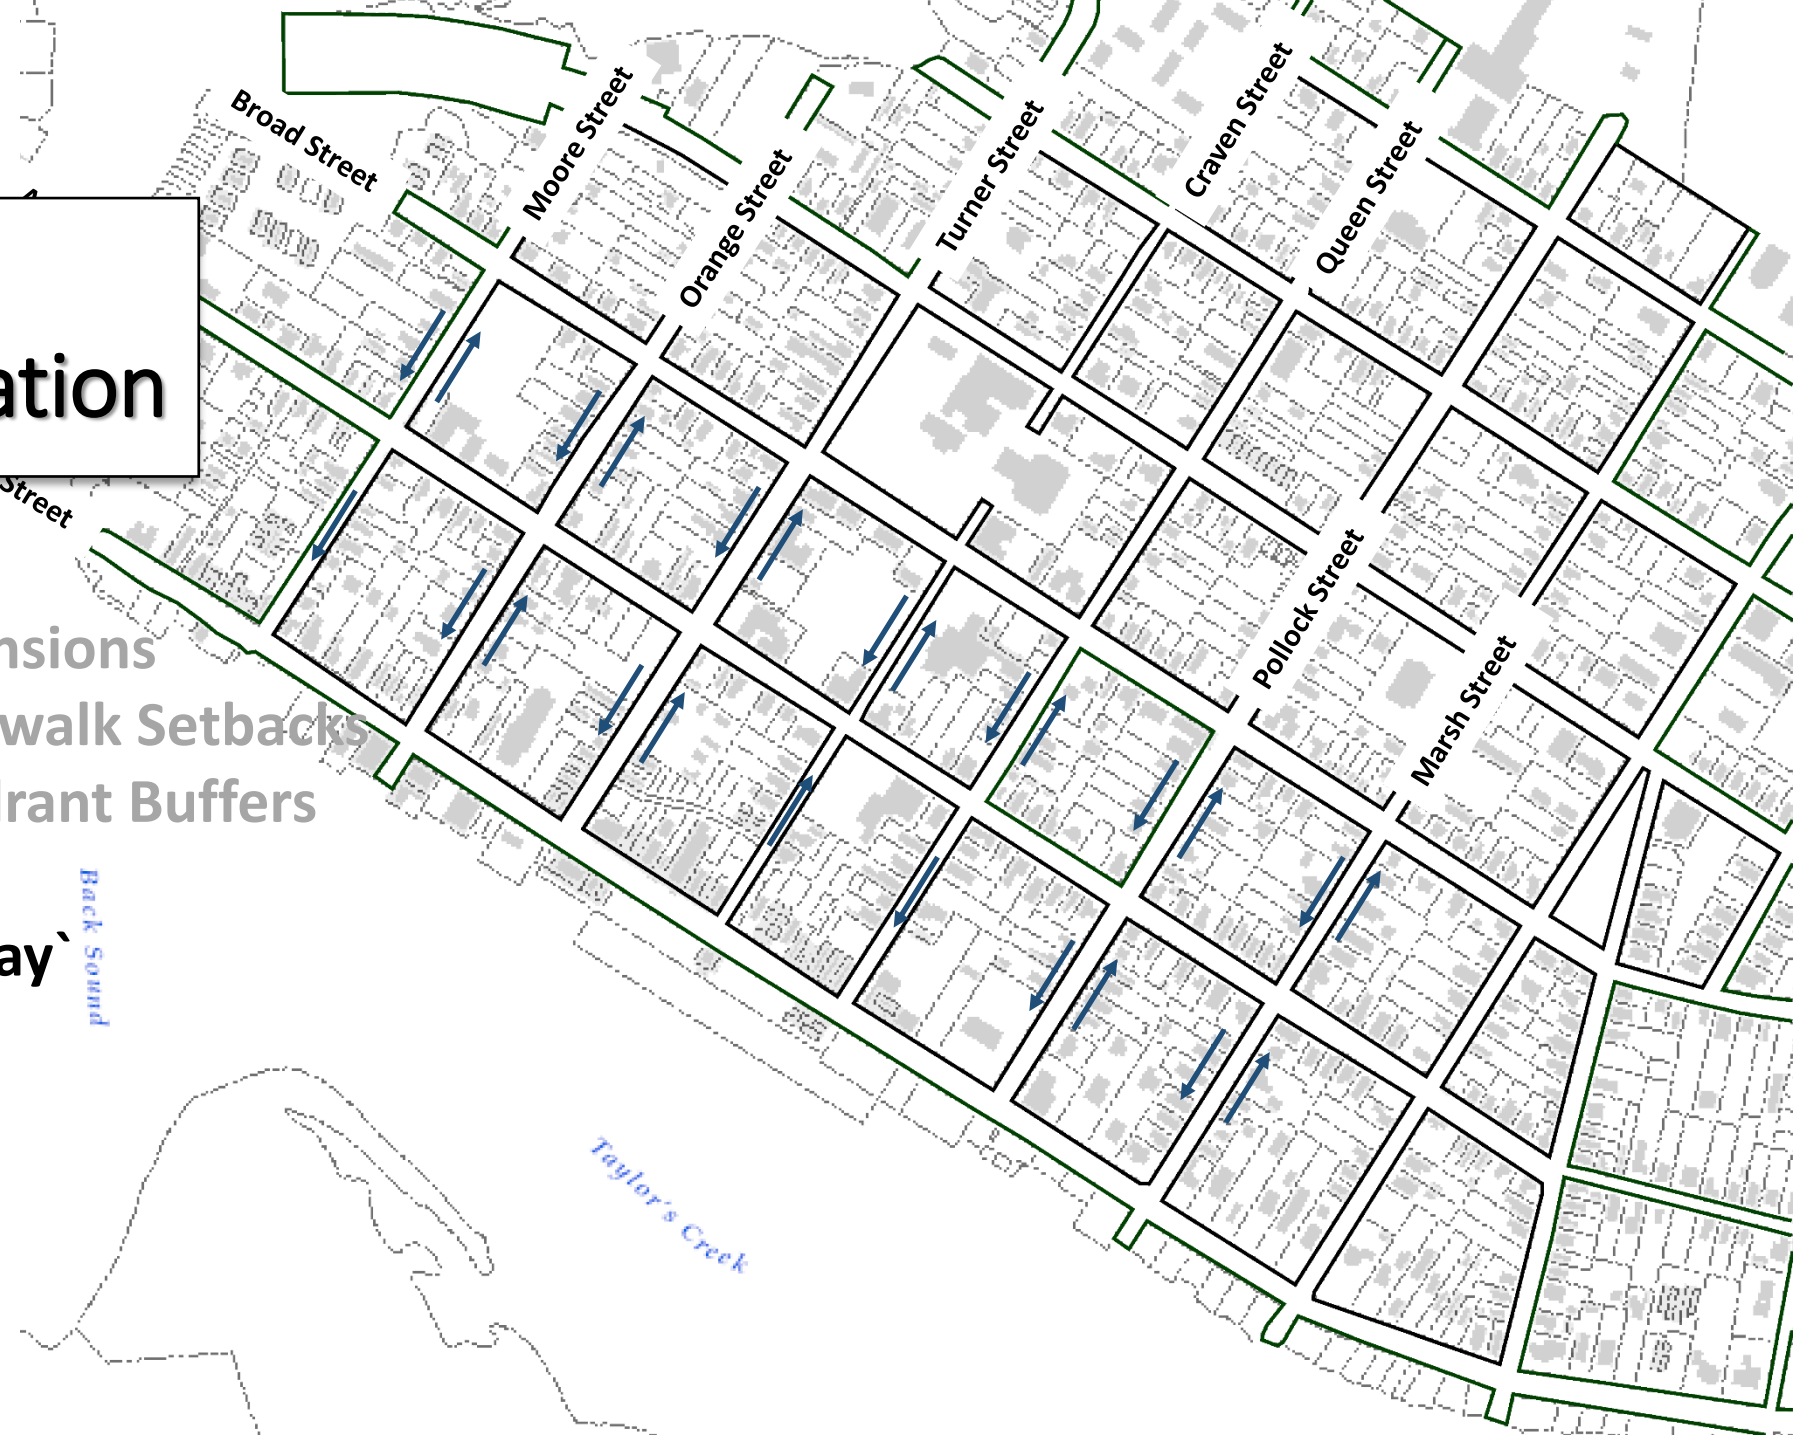 Broad Street
Moore Street
Orange Street
Turner Street
Craven Street
Queen Street
ation
Street
Pollock Street
Marsh Street
nsions
walk Setbacks
drant Buffers
ay`
Back Sound
Taylor's Creek